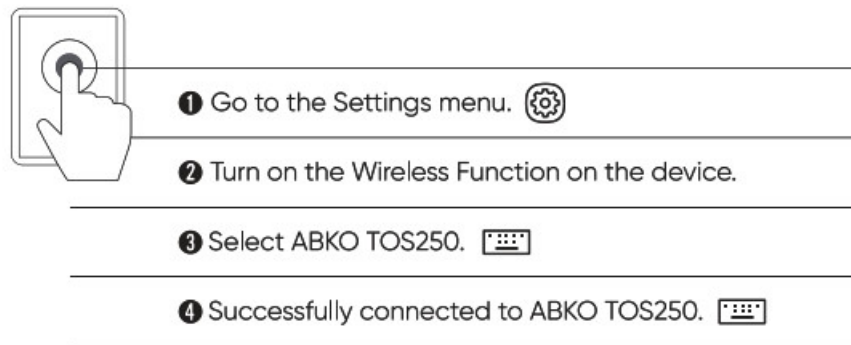 ❶ Go to the Settings menu.
❷ Turn on the Wireless Function on the device.
❸ Select ABKO TOS250.
❹ Successfully connected to ABKO TOS250.